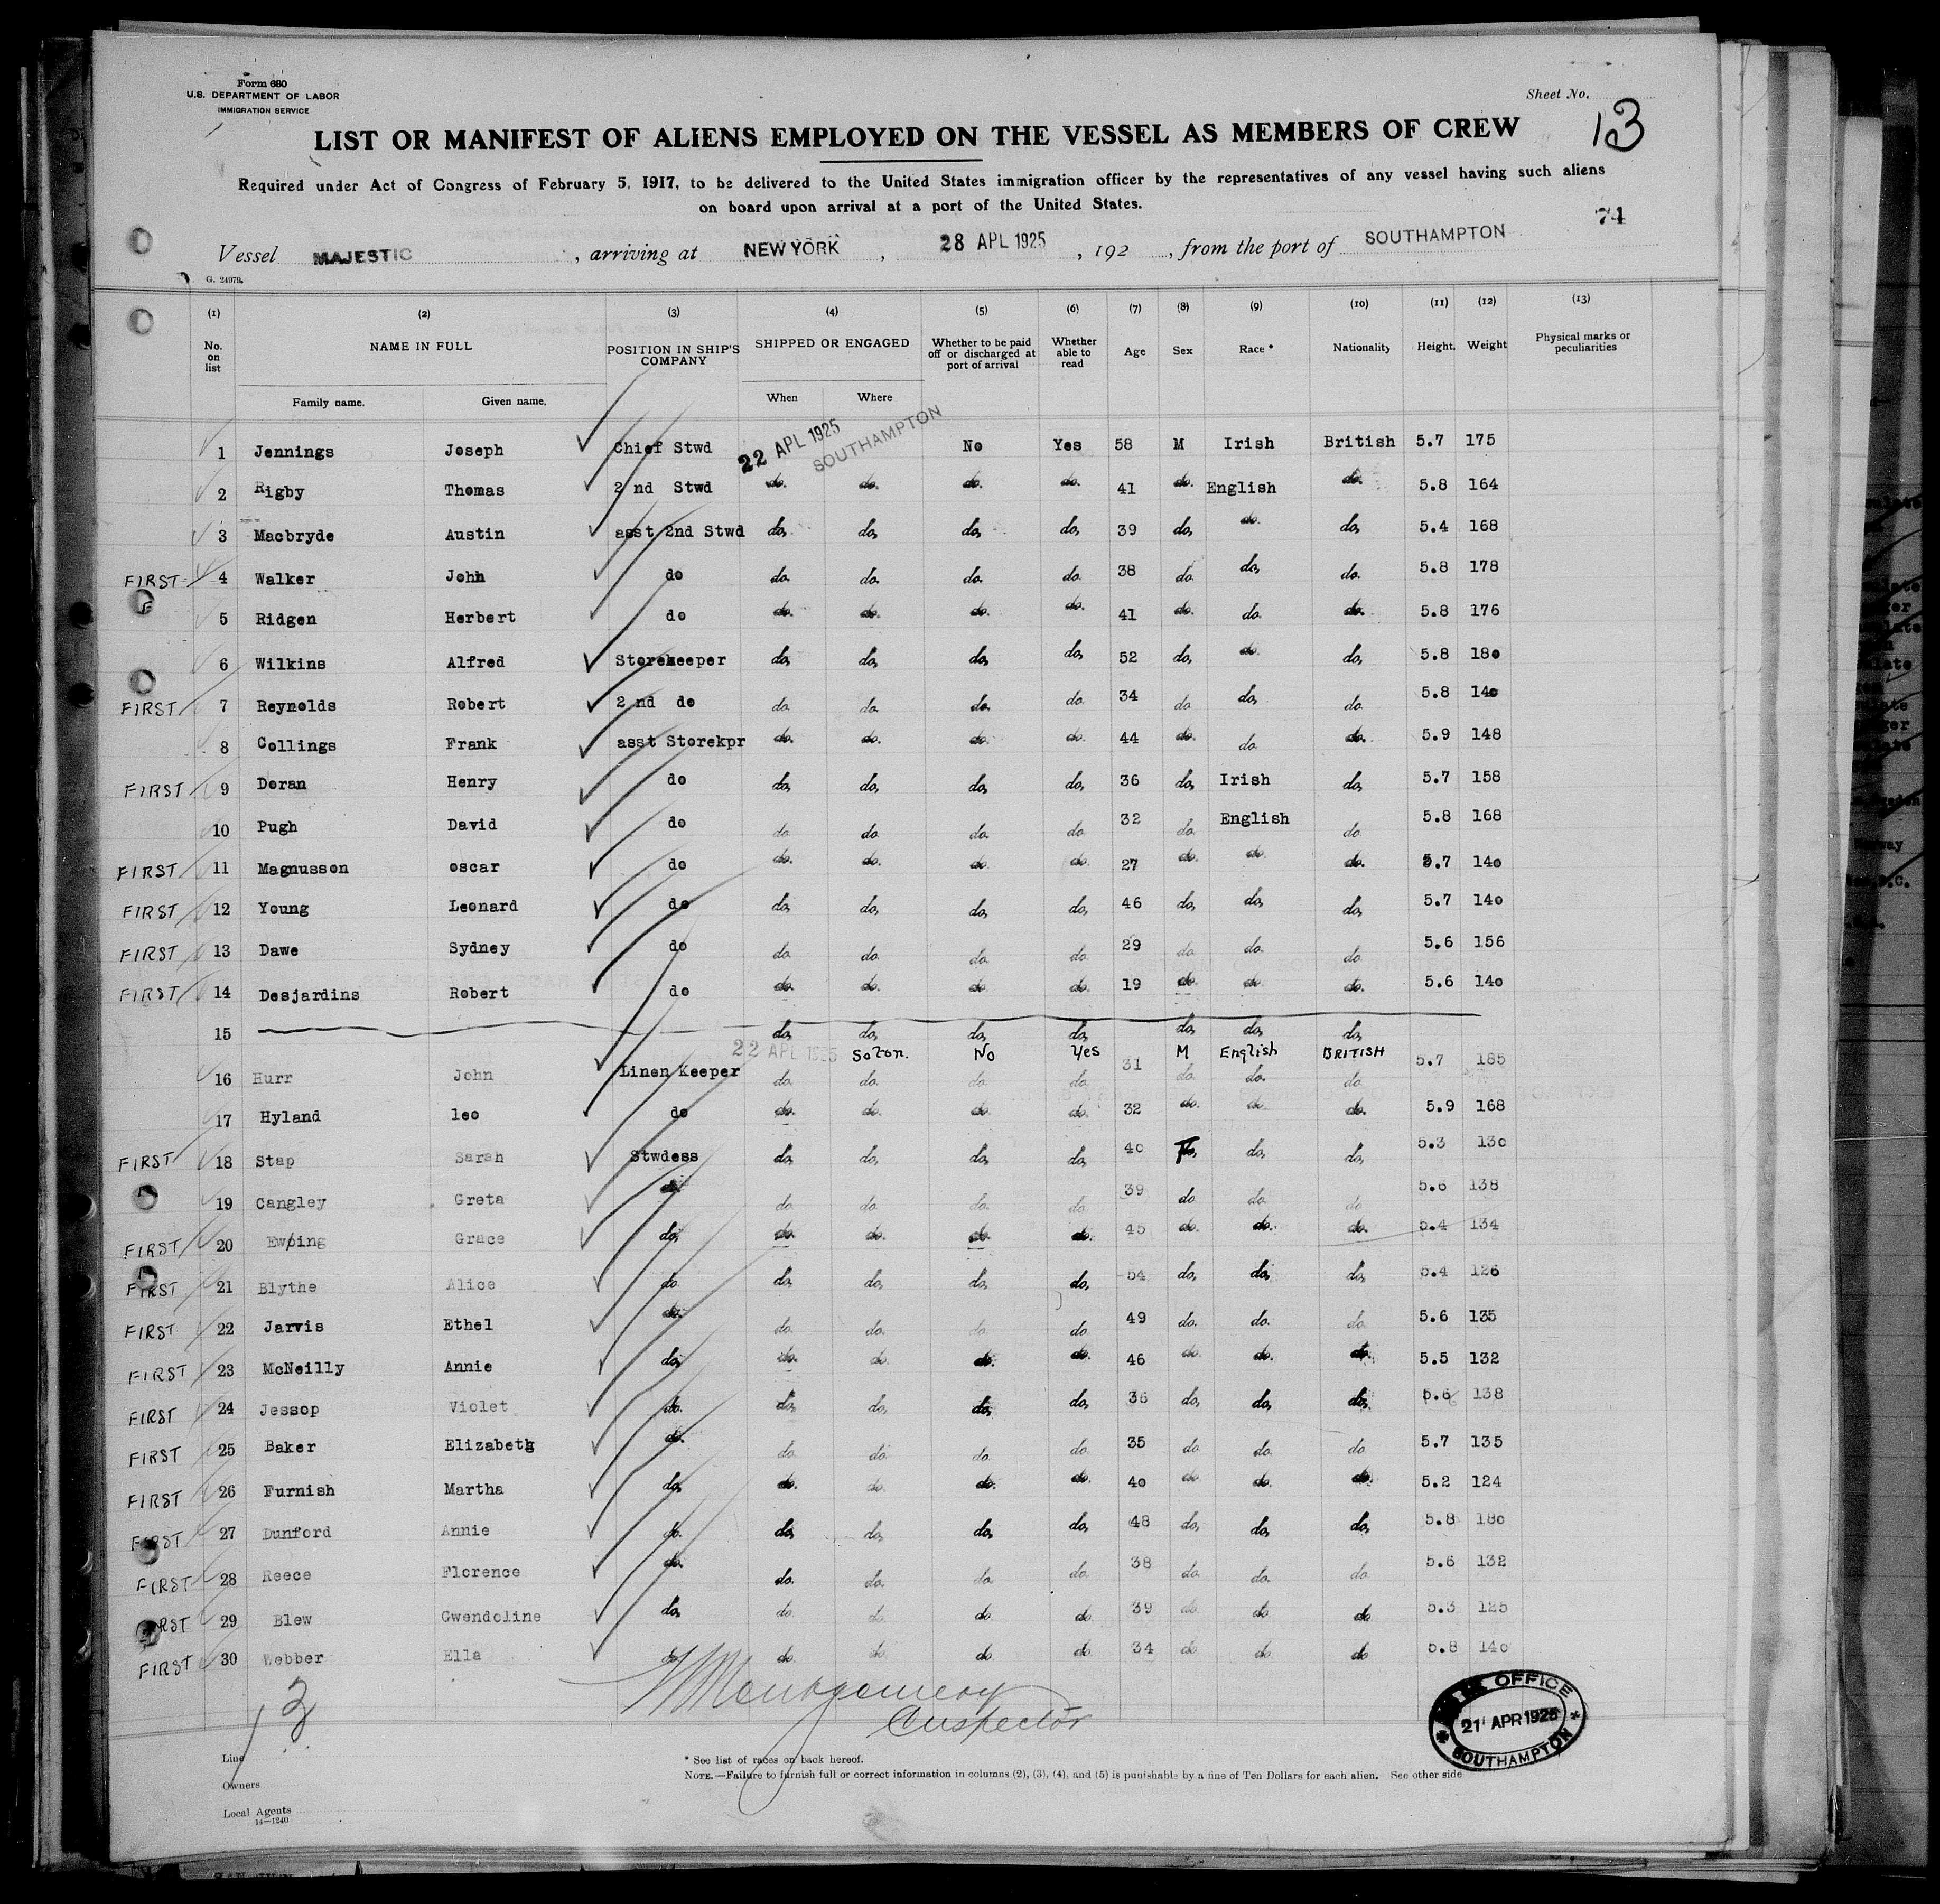 Form 680
U.S. DEPARTMENT OF LABOR
IMMIGRATION SERVICE
Sheet No. 13
LIST OR MANIFEST OF ALIENS EMPLOYED ON THE VESSEL AS MEMBERS OF CREW
Required under Act of Congress of February 5, 1917, to be delivered to the United States immigration officer by the representatives of any vessel having such aliens
on board upon arrival at a port of the United States.
74
Vessel MAJESTIC, arriving at NEW YORK, 28 APL 1925, 192 , from the port of SOUTHAMPTON
G. 24979.
(1) (2) (3) (4) (5) (6) (7) (8) (9) (10) (11) (12) (13)
No. on list NAME IN FULL POSITION IN SHIP'S COMPANY SHIPPED OR ENGAGED Whether to be paid off or discharged at port of arrival Whether able to read Age Sex Race * Nationality Height. Weight Physical marks or peculiarities
Family name. Given name. When Where
1 Jennings Joseph Chief Stwd 22 APL 1925 SOUTHAMPTON No Yes 58 M Irish British 5.7 175
2 Rigby Thomas 2 nd Stwd do. do. do. do. 41 do. English do. 5.8 164
3 Macbryde Austin asst 2nd Stwd do, do, do, do, 39 do, do. do, 5.4 168
FIRST 4 Walker John do do. do. do. do. 38 do. do, do. 5.8 178
5 Ridgen Herbert do do. do. do. do. 41 do. do. do. 5.8 176
6 Wilkins Alfred Storekeeper do, do, do, do, 52 do, do. do, 5.8 180
FIRST 7 Reynolds Robert 2 nd do do. do. do. do. 34 do. do, do. 5.8 140
8 Collings Frank asst Storekpr do. do. do. do. 44 do. do. do. 5.9 148
FIRST 9 Doran Henry do do, do, do, do, 36 do, Irish do, 5.7 158
10 Pugh David do do. do. do. do. 32 do. English do. 5.8 168
FIRST 11 Magnusson oscar do do. do. do. do. 27 do. do. do. 5.7 140
FIRST 12 Young Leonard do do, do, do, do, 46 do, do, do, 5.7 140
FIRST 13 Dawe Sydney do do. do. do. do. 29 do. do. do. 5.6 156
FIRST 14 Desjardins Robert do do. do. do. do. 19 do. do. do. 5.6 140
15 do, do, do, do, do, do, do,
22 APL 1925 Soton. No Yes M English BRITISH
16 Hurr John Linen Keeper do. do. do. do. 31 do. do. do. 5.7 185
17 Hyland leo do do. do. do. do. 32 do. do. do. 5.9 168
FIRST 18 Stap Sarah Stwdess do, do, do, do, 40 F do, do, 5.3 130
19 Cangley Greta do. do. do. do. do. 39 do. do. do. 5.6 138
FIRST 20 Ewping Grace do, do. do. do. do. 45 do. do. do. 5.4 134
FIRST 21 Blythe Alice do. do, do, do, do, 54 do, do, do, 5.4 126
FIRST 22 Jarvis Ethel do. do. do. do. do. 49 do. do. do. 5.6 135
FIRST 23 McNeilly Annie do, do. do. do. do. 46 do. do. do. 5.5 132
FIRST 24 Jessop Violet do. do, do, do, do, 36 do, do, do, 5.6 138
FIRST 25 Baker Elizabeth do. do. do. do. do. 35 do. do. do. 5.7 135
FIRST 26 Furnish Martha do, do. do. do. do. 40 do. do. do. 5.2 124
FIRST 27 Dunford Annie do. do, do, do, do, 48 do, do, do, 5.8 180
FIRST 28 Reece Florence do. do. do. do. do. 38 do. do. do. 5.6 132
FIRST 29 Blew Gwendoline do, do. do. do. do. 39 do. do. do. 5.3 125
FIRST 30 Webber Ella do. do. do. do. do. 34 do. do. do. 5.8 140
13
Montgomery
Inspector
OFFICE
21 APR 1925
SOUTHAMPTON
Line
Owners
Local Agents
14—1240
* See list of races on back hereof.
NOTE.—Failure to furnish full or correct information in columns (2), (3), (4), and (5) is punishable by a fine of Ten Dollars for each alien. See other side